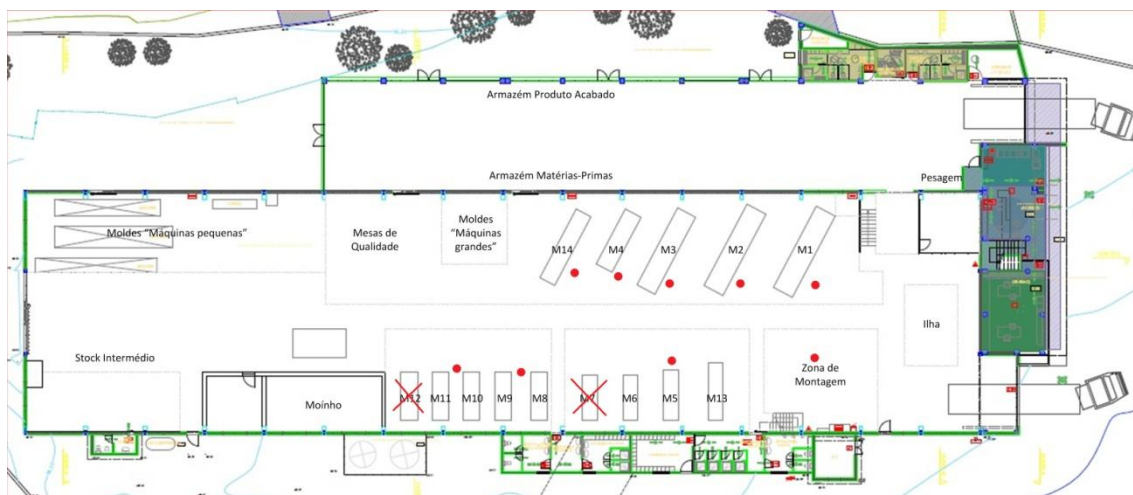 Armazém Produto Acabado
Armazém Matérias-Primas
Pesagem
Moldes "Máquinas pequenas"
Mesas de
Qualidade
Moldes
"Máquinas
grandes"
M14
M4
M3
M2
M1
Ilha
Stock Intermédio
Moínho
M12
M11
M10
M9
M8
M7
M6
M5
M13
Zona de
Montagem